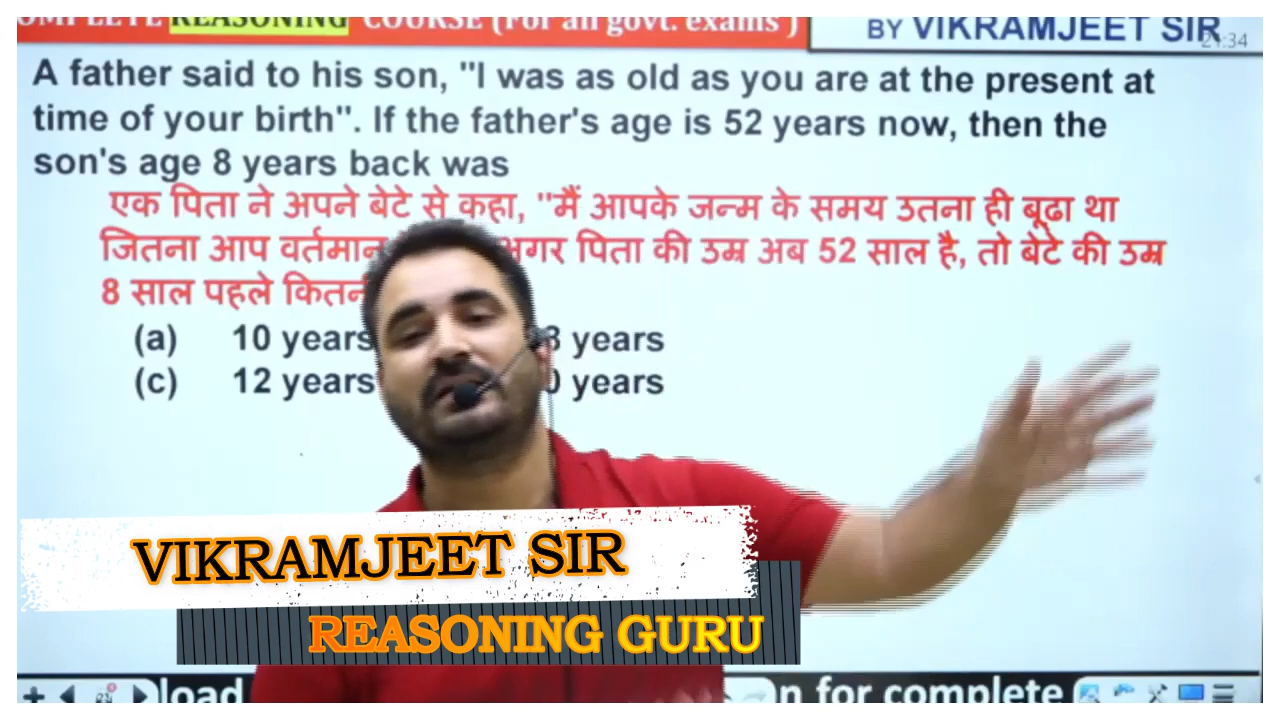 REASONING COURSE (For all govt. exams )
BY VIKRAMJEET SIR
21:34
A father said to his son, "I was as old as you are at the present at
time of your birth". If the father's age is 52 years now, then the
son's age 8 years back was
एक पिता ने अपने बेटे से कहा, "मैं आपके जन्म के समय उतना ही बूढा था
जितना आप वर्तमान पिता की उम्र अब 52 साल है, तो बेटे की उम्र
8 साल पहले
(a) 10 years years
(c) 12 years years
VIKRAMJEET SIR
REASONING GURU
for complete